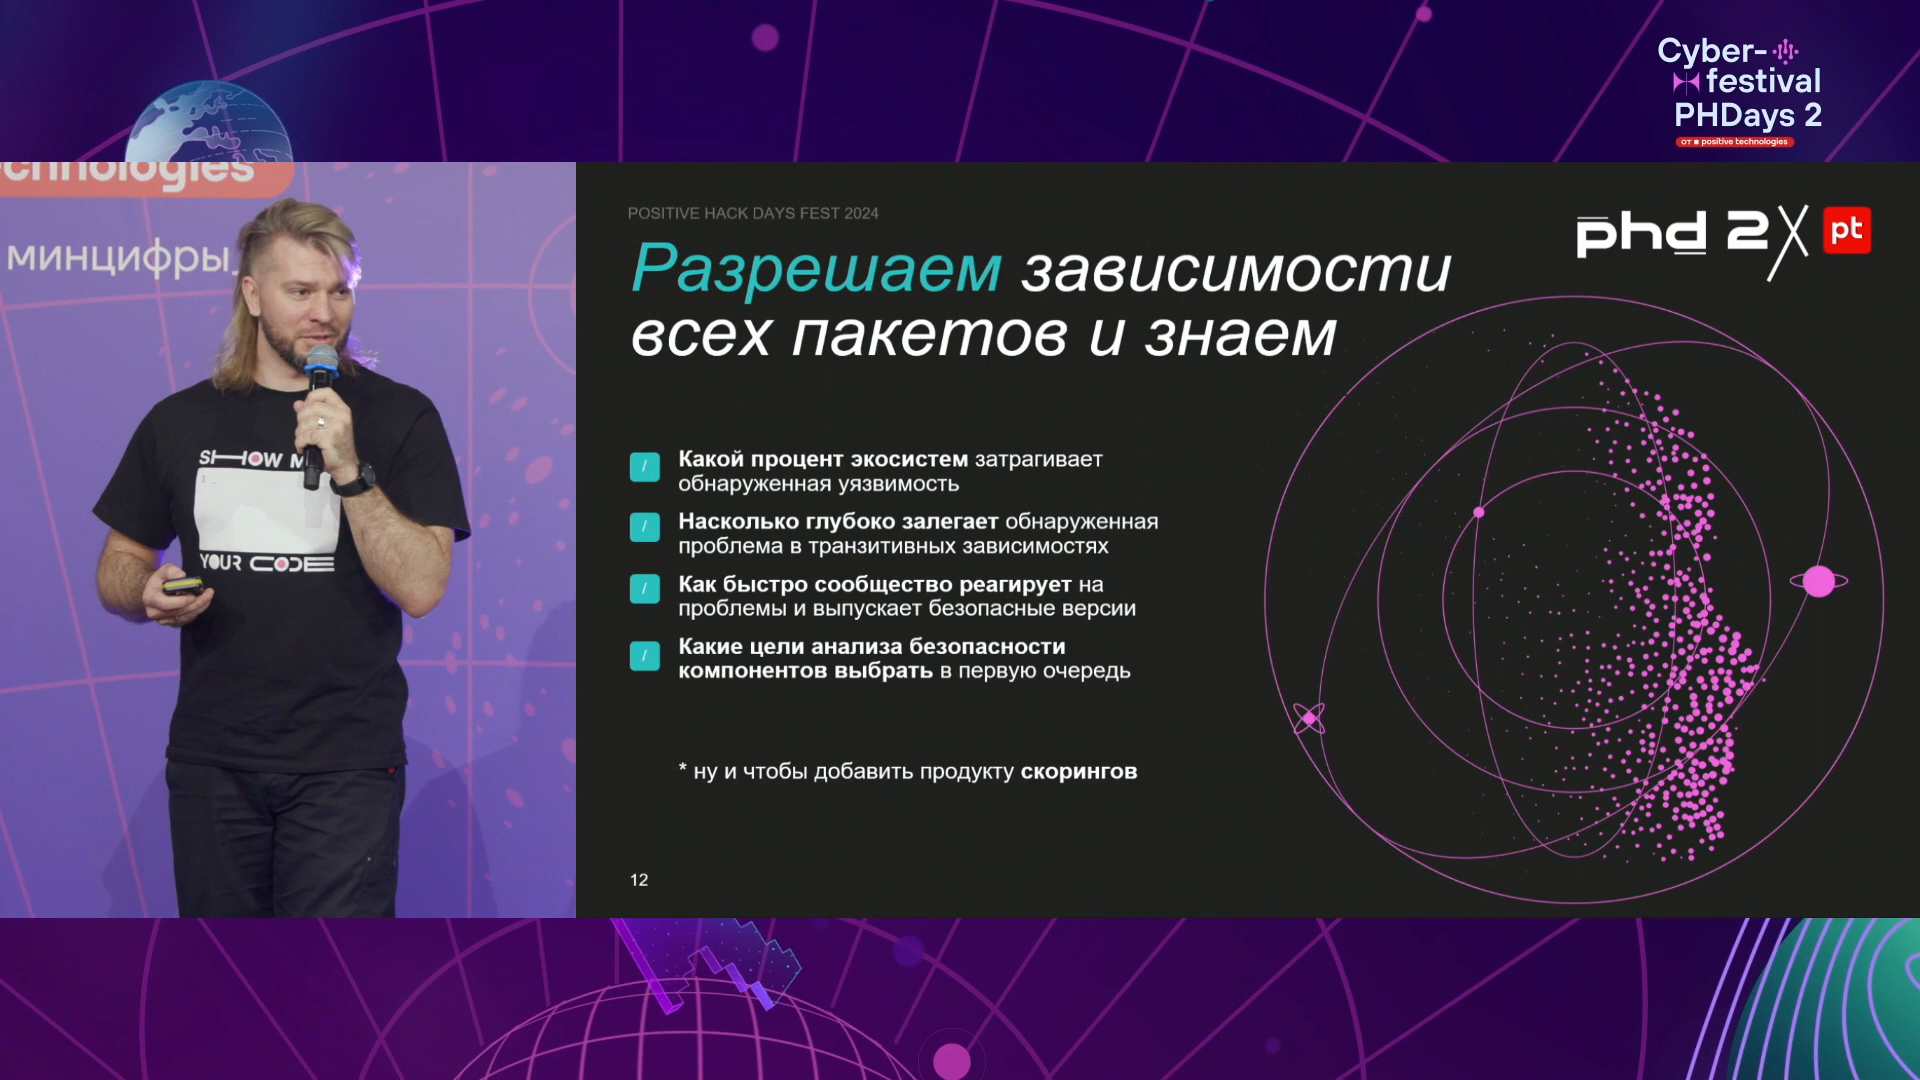 Cyber-
festival
PHDays 2
от positive technologies
echnologies
минцифры
SHOW M
YOUR CODE
POSITIVE HACK DAYS FEST 2024
phd 2
pt
Разрешаем зависимости
всех пакетов и знаем
/ Какой процент экосистем затрагивает
обнаруженная уязвимость
/ Насколько глубоко залегает обнаруженная
проблема в транзитивных зависимостях
/ Как быстро сообщество реагирует на
проблемы и выпускает безопасные версии
/ Какие цели анализа безопасности
компонентов выбрать в первую очередь
* ну и чтобы добавить продукту скорингов
12